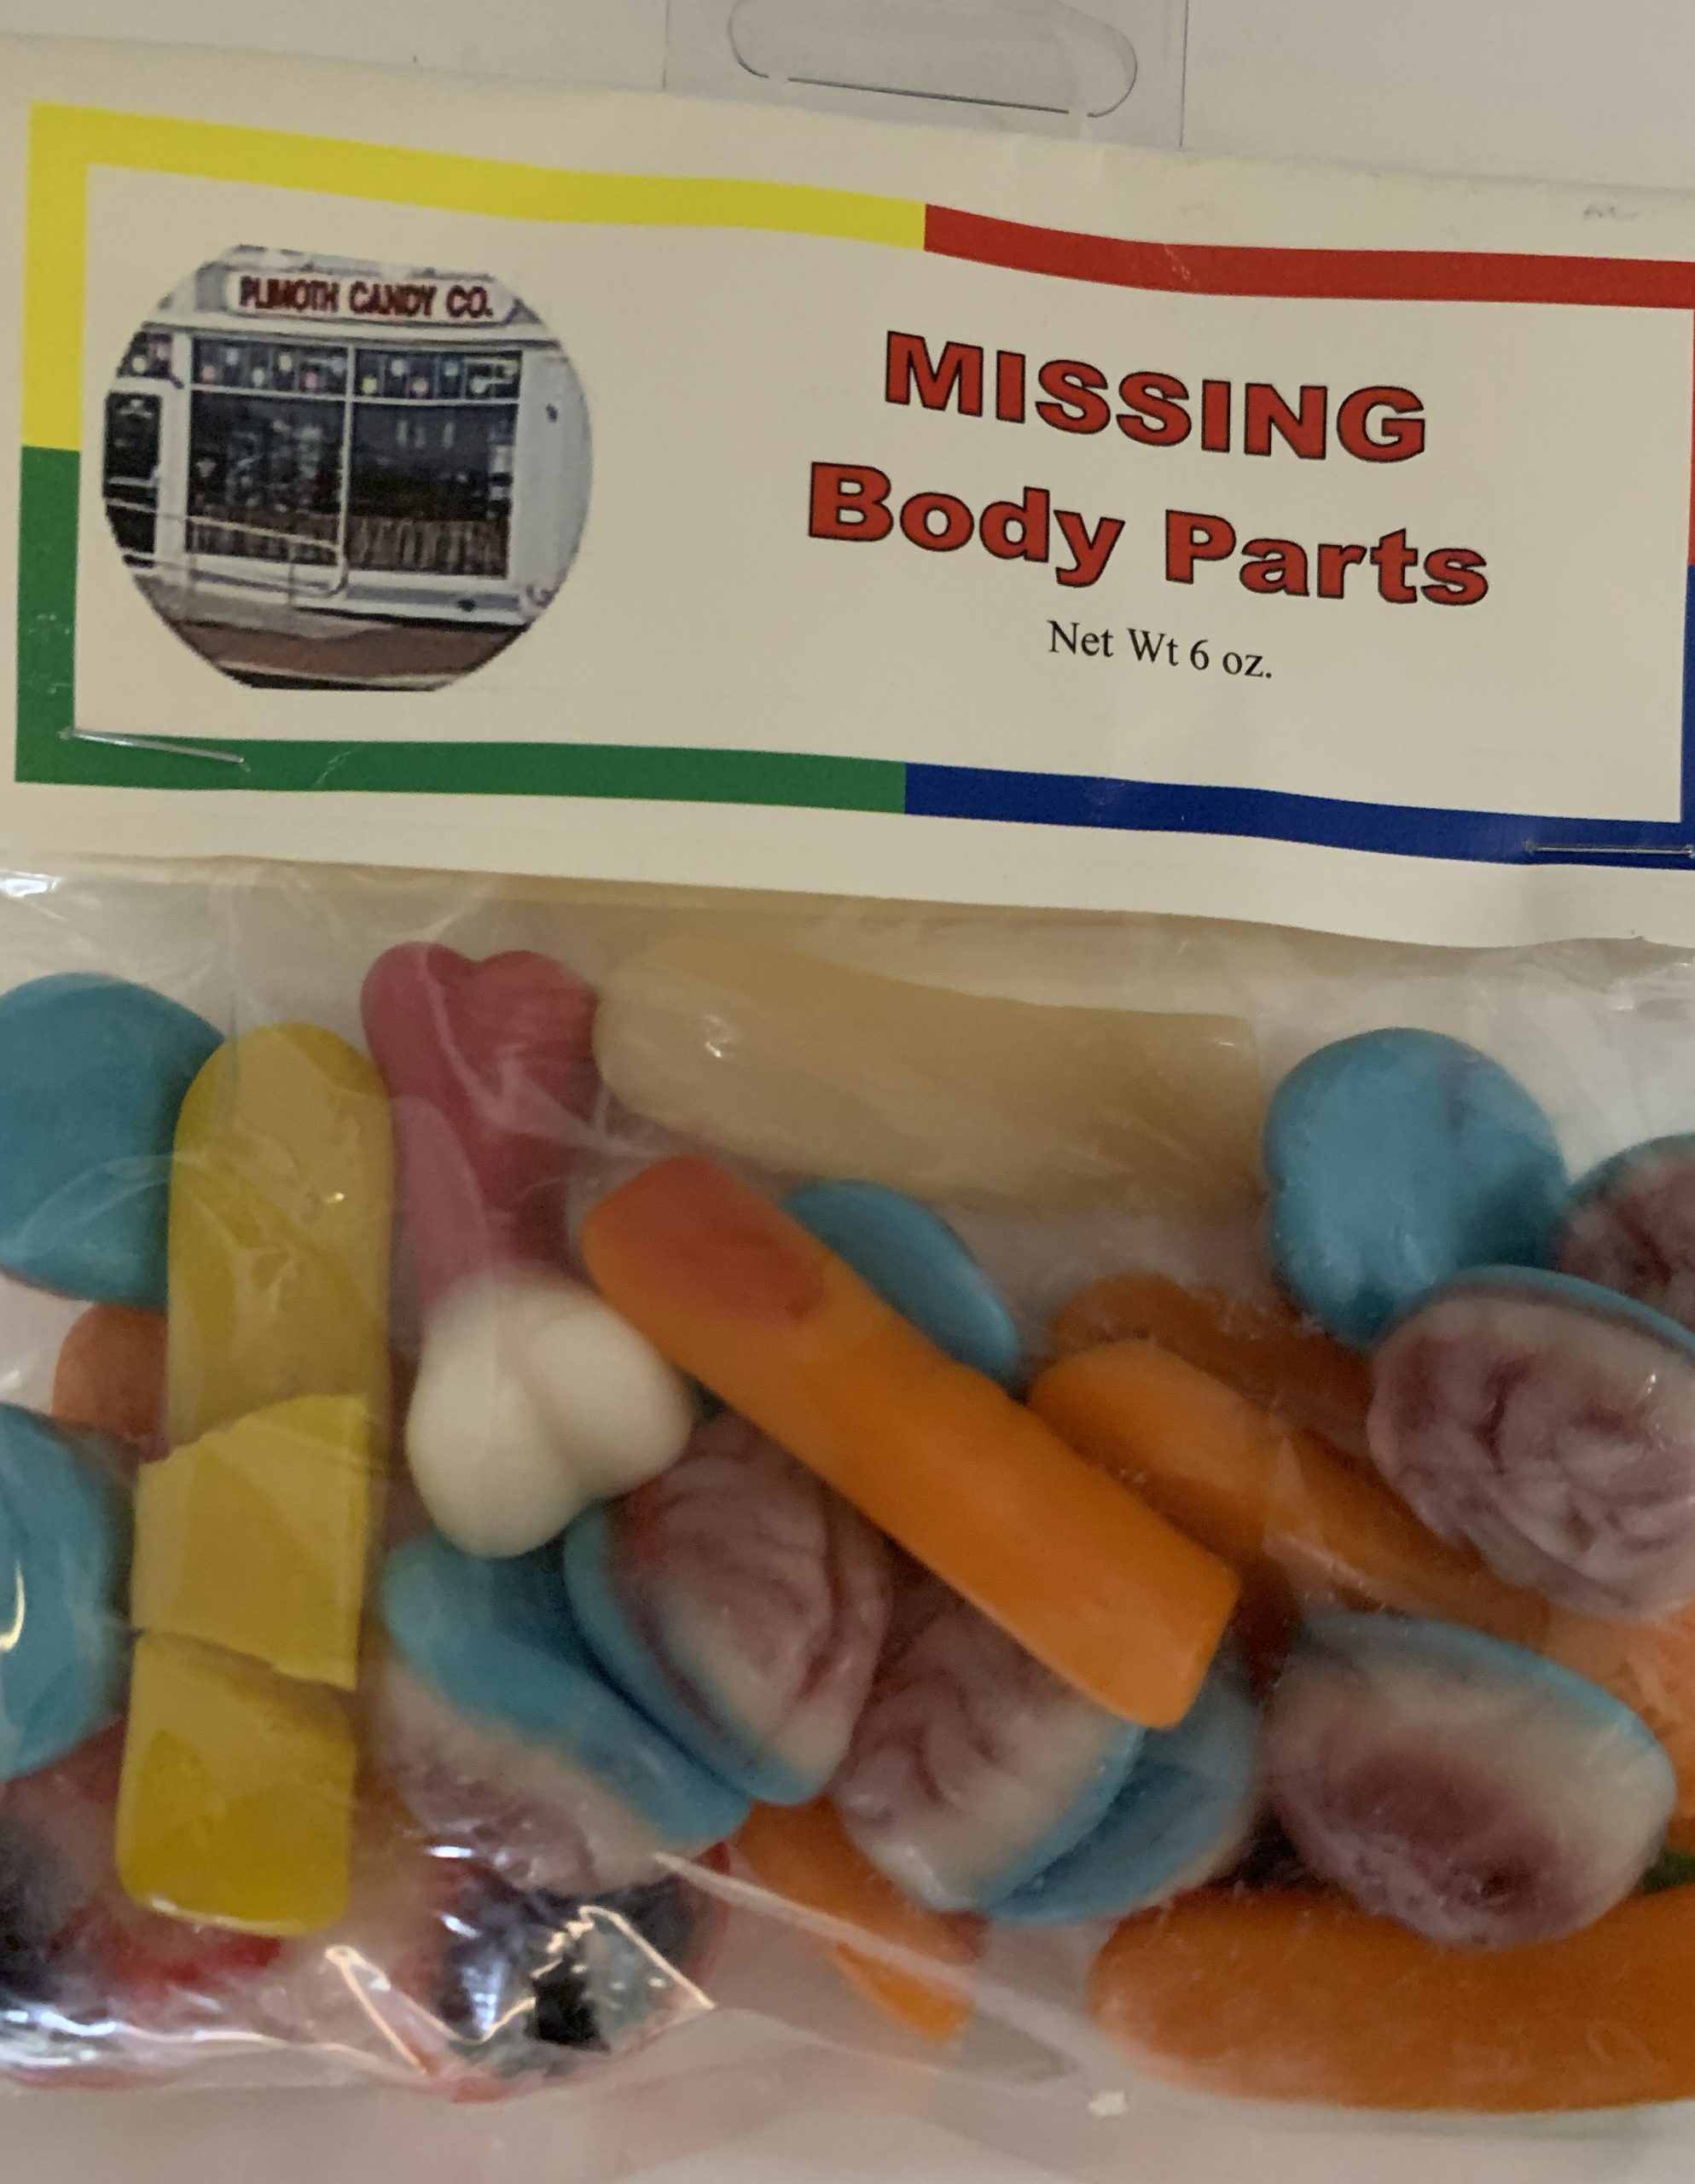 PLIMOTH CANDY CO.
MISSING
Body Parts
Net Wt 6 oz.